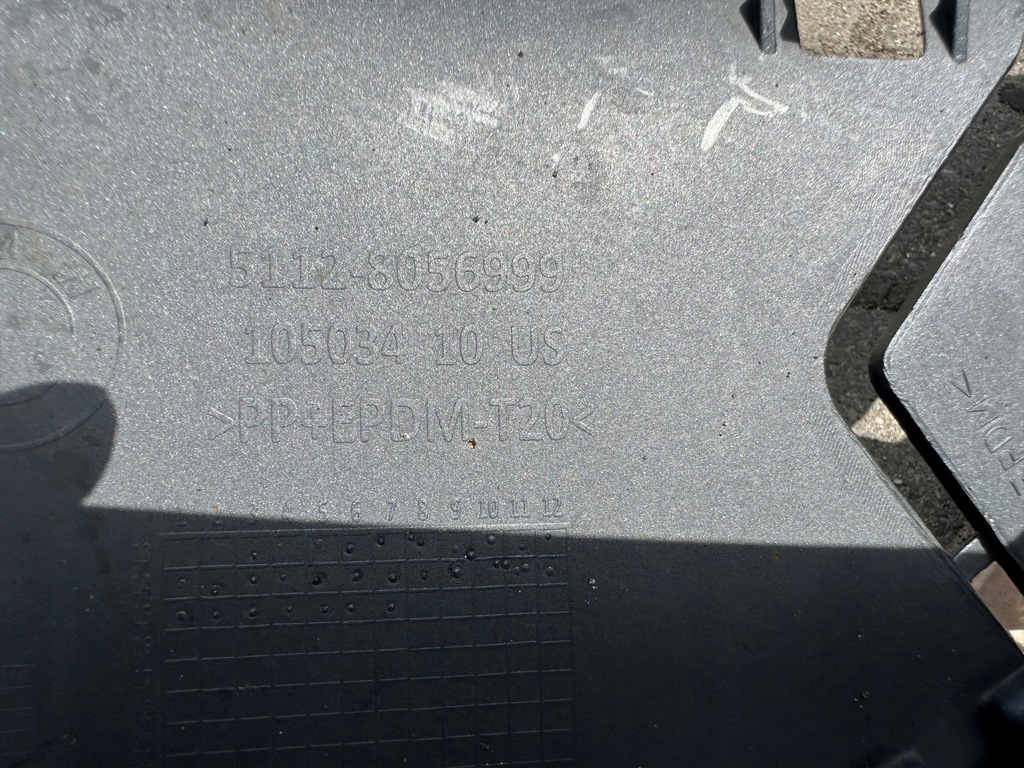 5112-8056999
105034 10 US
>PP+EPDM-T20<
1 2 3 4 5 6 7 8 9 10 11 12
M W
EPDM<